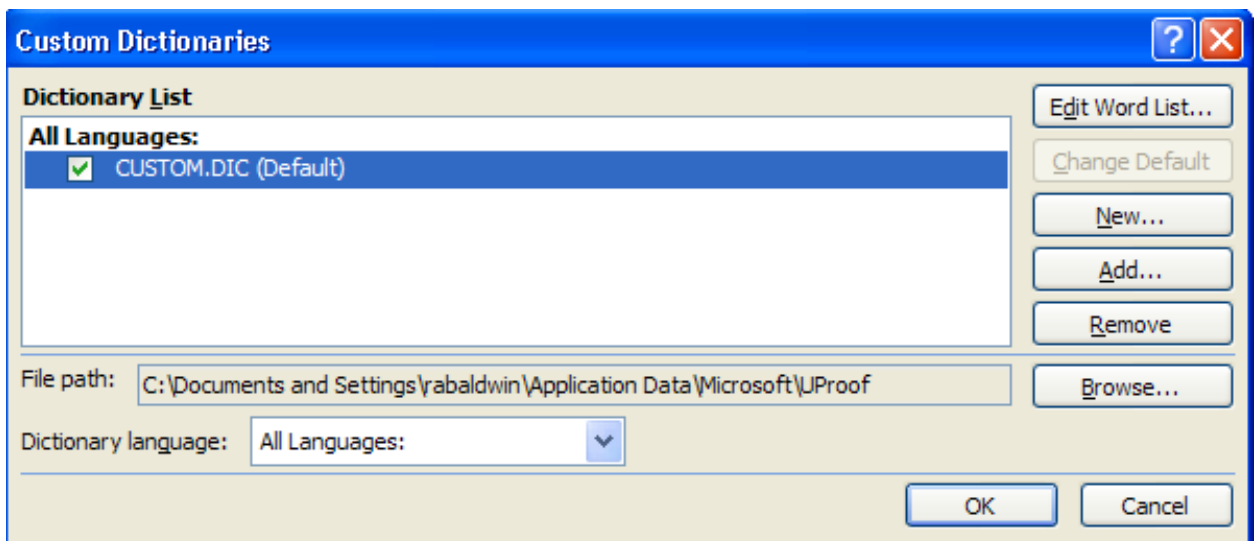 Custom Dictionaries
Dictionary List
All Languages:
CUSTOM.DIC (Default)
Edit Word List...
Change Default
New...
Add...
Remove
File path: C:\Documents and Settings\rabaldwin\Application Data\Microsoft\UProof Browse...
Dictionary language: All Languages:
OK Cancel